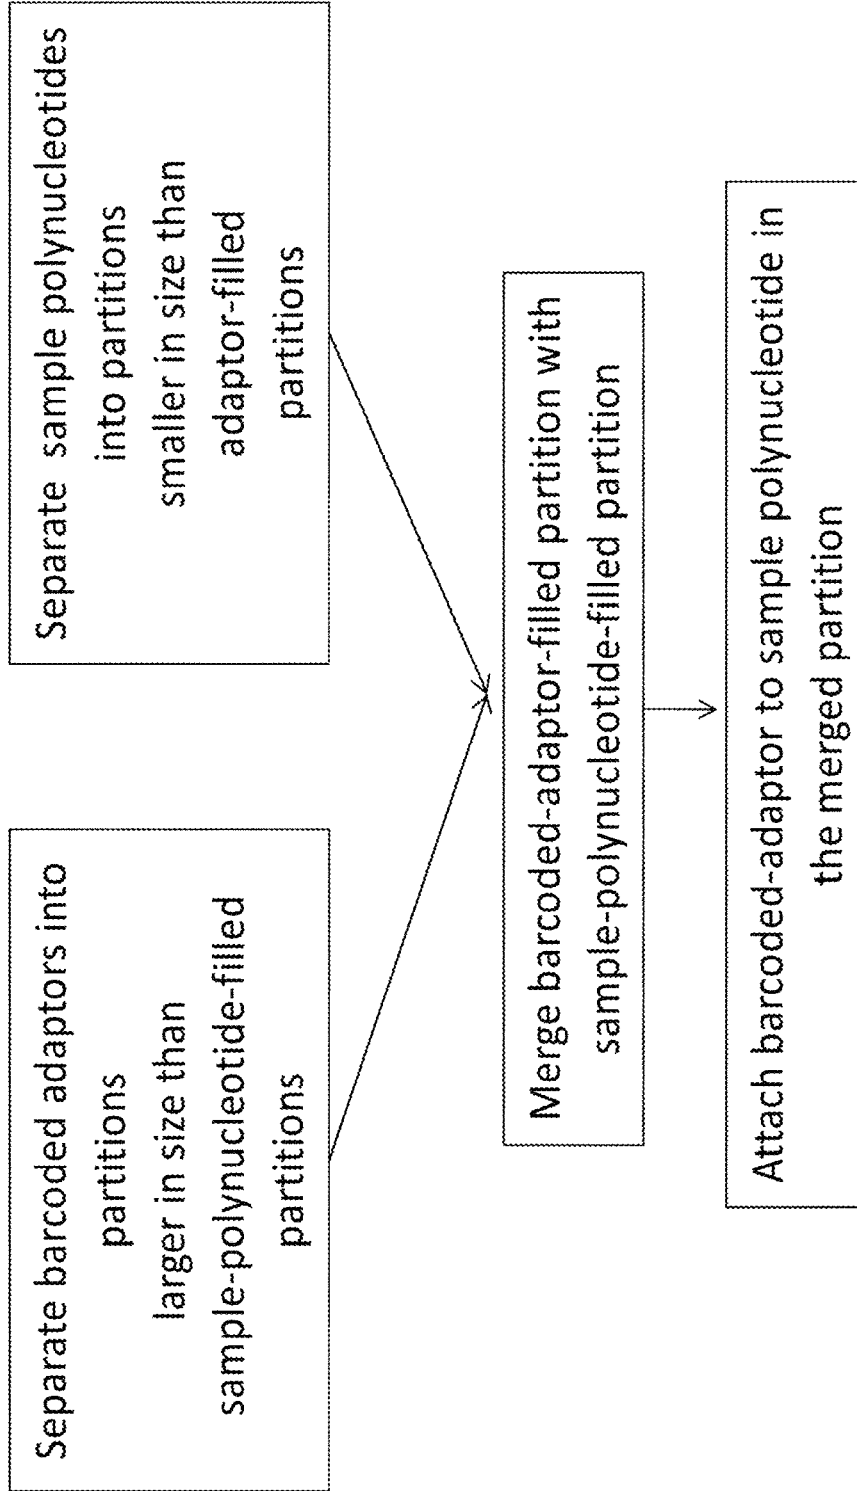 Separate barcoded adaptors into
partitions
larger in size than
sample-polynucleotide-filled
partitions
Separate sample polynucleotides
into partitions
smaller in size than
adaptor-filled
partitions
Merge barcoded-adaptor-filled partition with
sample-polynucleotide-filled partition
Attach barcoded-adaptor to sample polynucleotide in
the merged partition